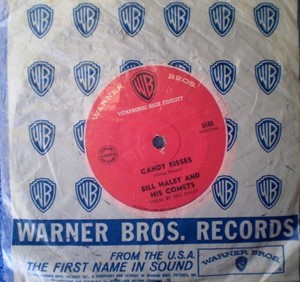 WARNER BROS.
VITAPHONIC HIGH FIDELITY
CANDY KISSES
BILL HALEY AND
HIS COMETS
WARNER BROS. RECORDS
FROM THE U.S.A.
WARNER BROS.
THE FIRST NAME IN SOUND